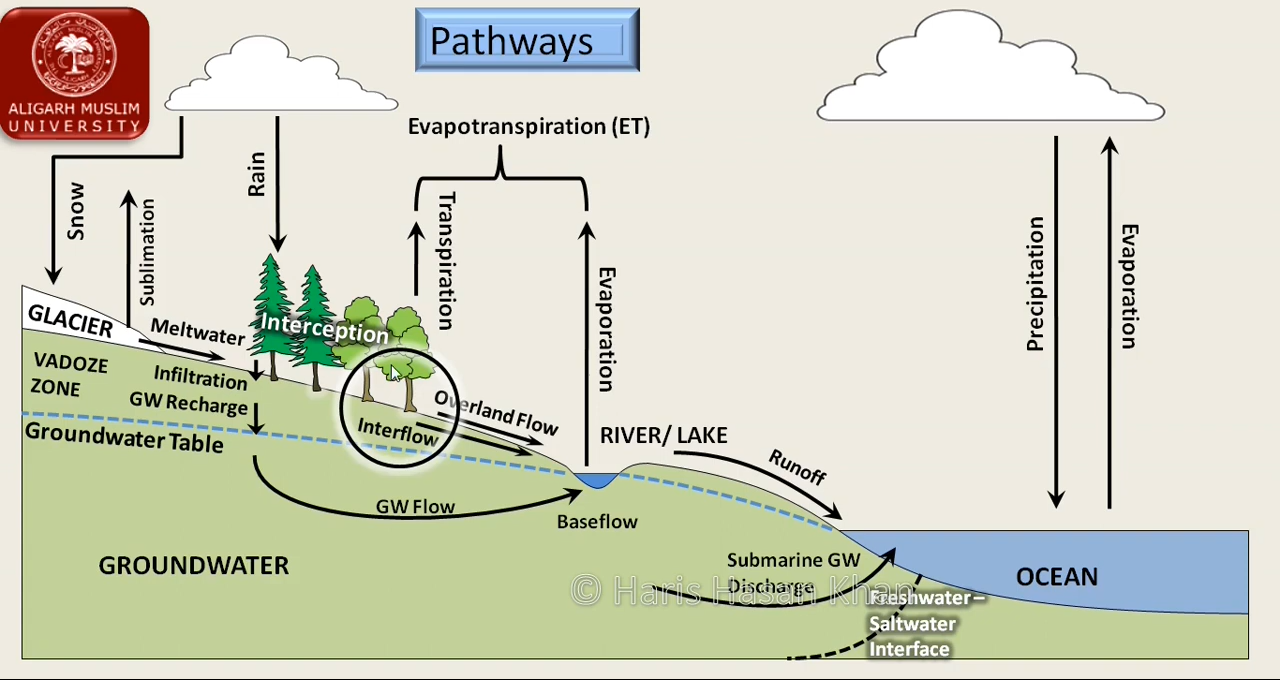 ALIGARH MUSLIM
UNIVERSITY
Pathways
Evapotranspiration (ET)
Snow
Sublimation
Rain
Transpiration
Evaporation
Precipitation
Evaporation
GLACIER
Meltwater
Interception
VADOZE
ZONE
Infiltration
GW Recharge
Groundwater Table
Interflow
Overland Flow
RIVER/ LAKE
Runoff
GW Flow
Baseflow
GROUNDWATER
Submarine GW
Discharge
OCEAN
© Haris Hasan Khan
Freshwater–
Saltwater
Interface